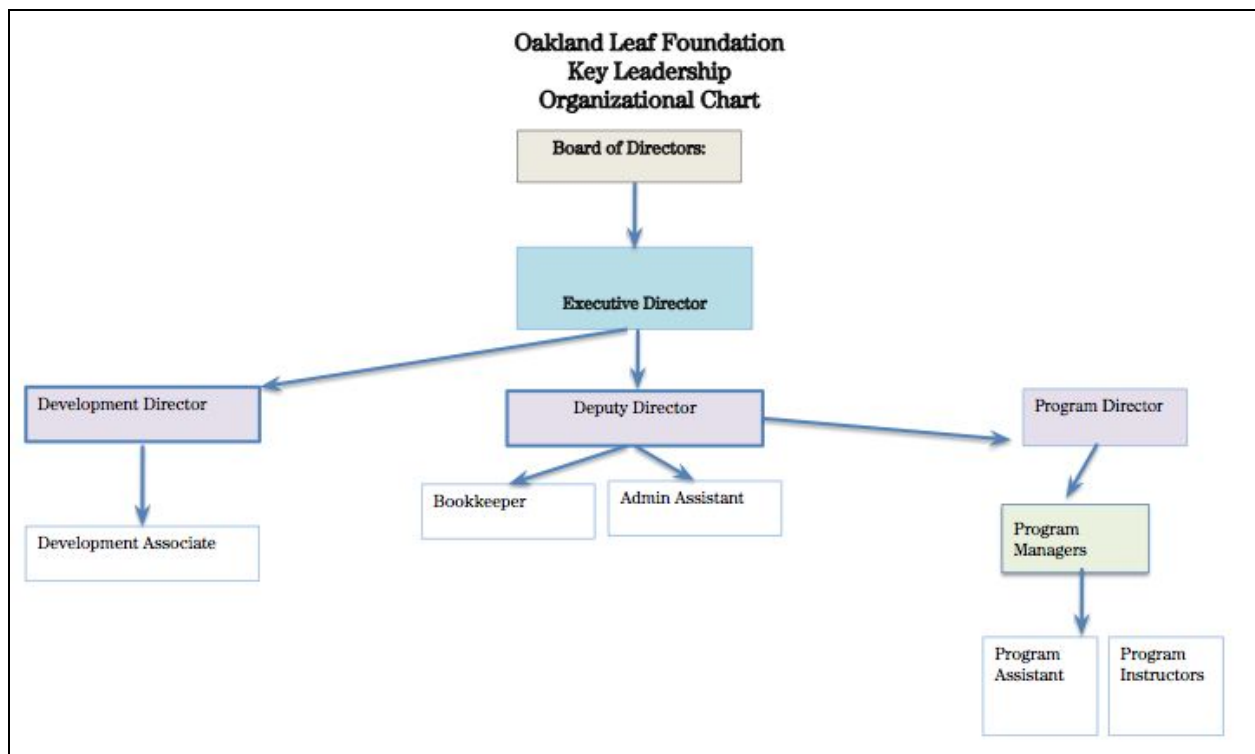 Oakland Leaf Foundation
Key Leadership
Organizational Chart
Board of Directors:
Executive Director
Development Director
Deputy Director
Program Director
Bookkeeper
Admin Assistant
Development Associate
Program
Managers
Program
Assistant
Program
Instructors